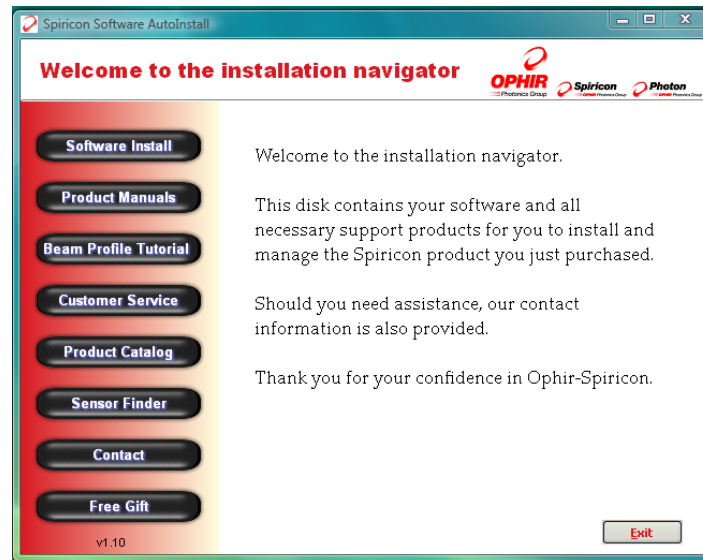 Spiricon Software AutoInstall
Welcome to the installation navigator
OPHIR
Photonics Group
Spiricon
Photon
Software Install
Product Manuals
Beam Profile Tutorial
Customer Service
Product Catalog
Sensor Finder
Contact
Free Gift
v1.10
Welcome to the installation navigator.
This disk contains your software and all
necessary support products for you to install and
manage the Spiricon product you just purchased.
Should you need assistance, our contact
information is also provided.
Thank you for your confidence in Ophir-Spiricon.
Exit